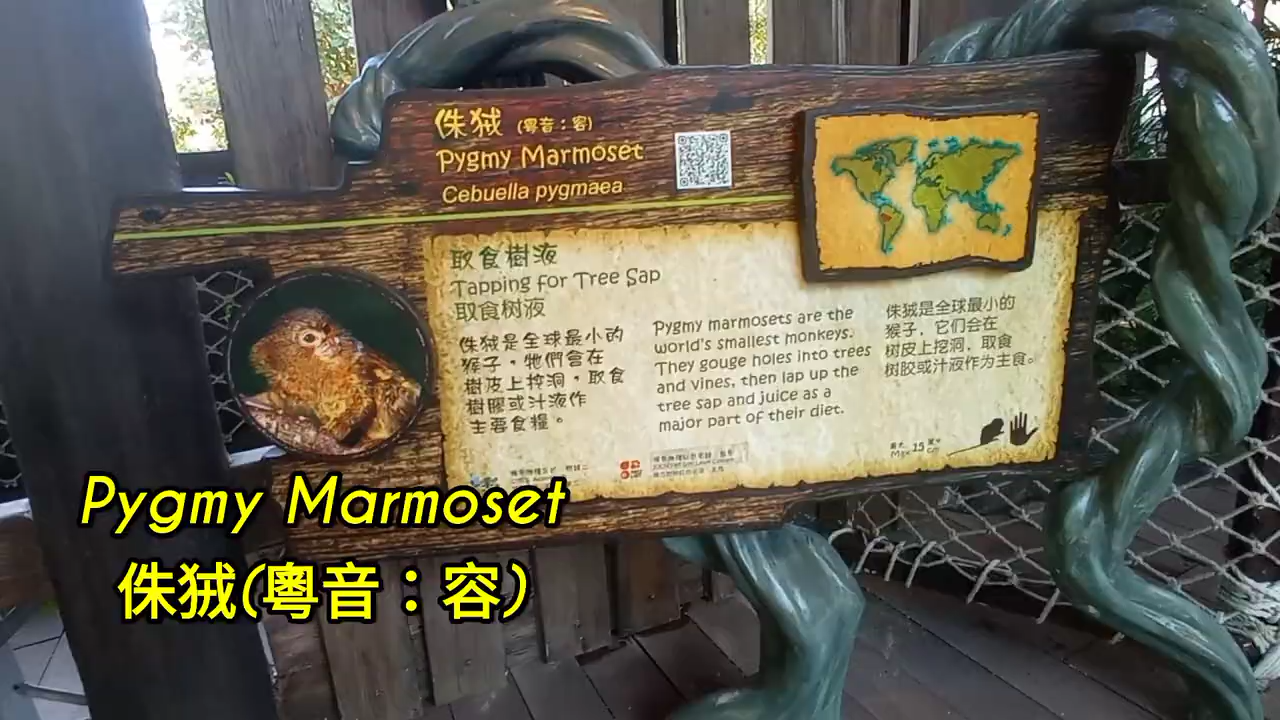 侏狨 (粵音：容)
Pygmy Marmoset
Cebuella pygmaea
取食樹液
Tapping for Tree Sap
取食树液
侏狨是全球最小的
猴子，牠們會在
樹皮上挖洞，取食
樹膠或汁液作
主要食糧。
Pygmy marmosets are the
world's smallest monkeys.
They gouge holes into trees
and vines, then lap up the
tree sap and juice as a
major part of their diet.
侏狨是全球最小的
猴子，它们会在
树皮上挖洞，取食
树胶或汁液作为主食。
Max 15 cm
Pygmy Marmoset
侏狨(粵音：容)